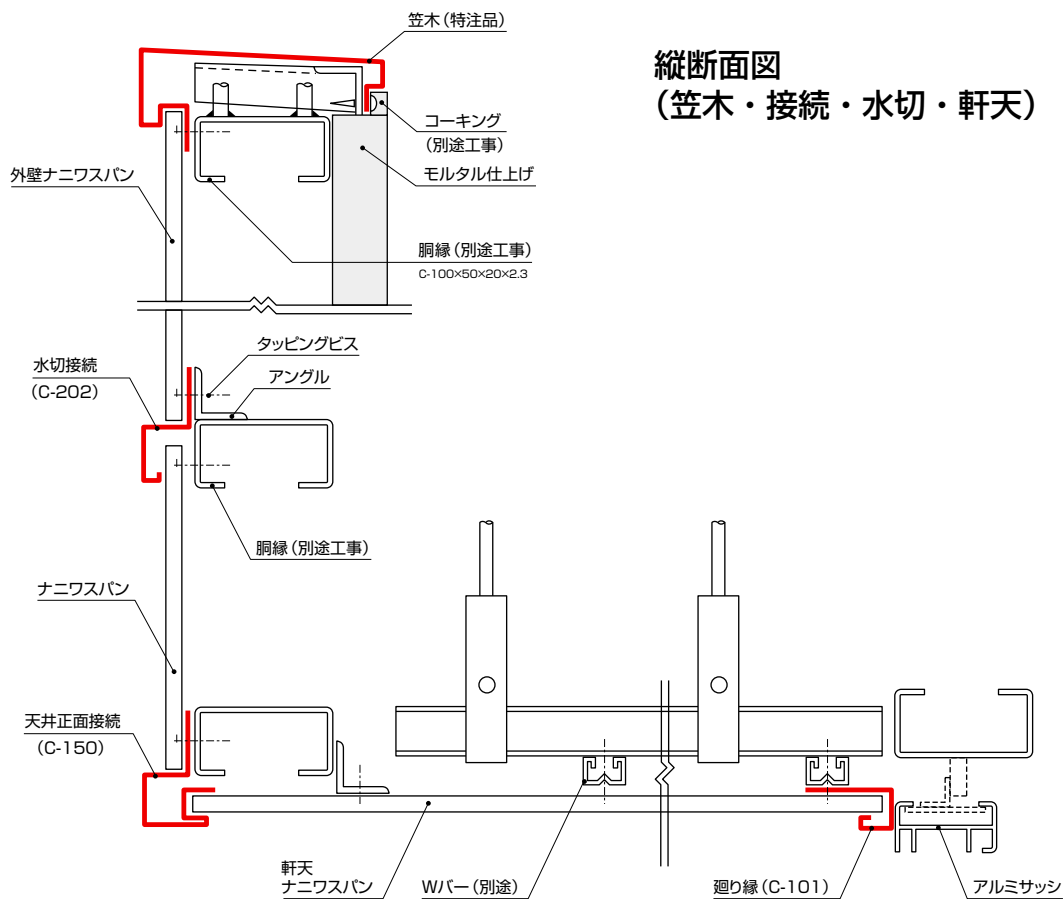 笠木（特注品）
縦断面図
（笠木・接続・水切・軒天）
コーキング
（別途工事）
モルタル仕上げ
外壁ナニワスパン
胴縁（別途工事）
C-100×50×20×2.3
タッピングビス
水切接続
（C-202）
アングル
胴縁（別途工事）
ナニワスパン
天井正面接続
（C-150）
軒天
ナニワスパン
Wバー（別途）
廻り縁（C-101）
アルミサッシ